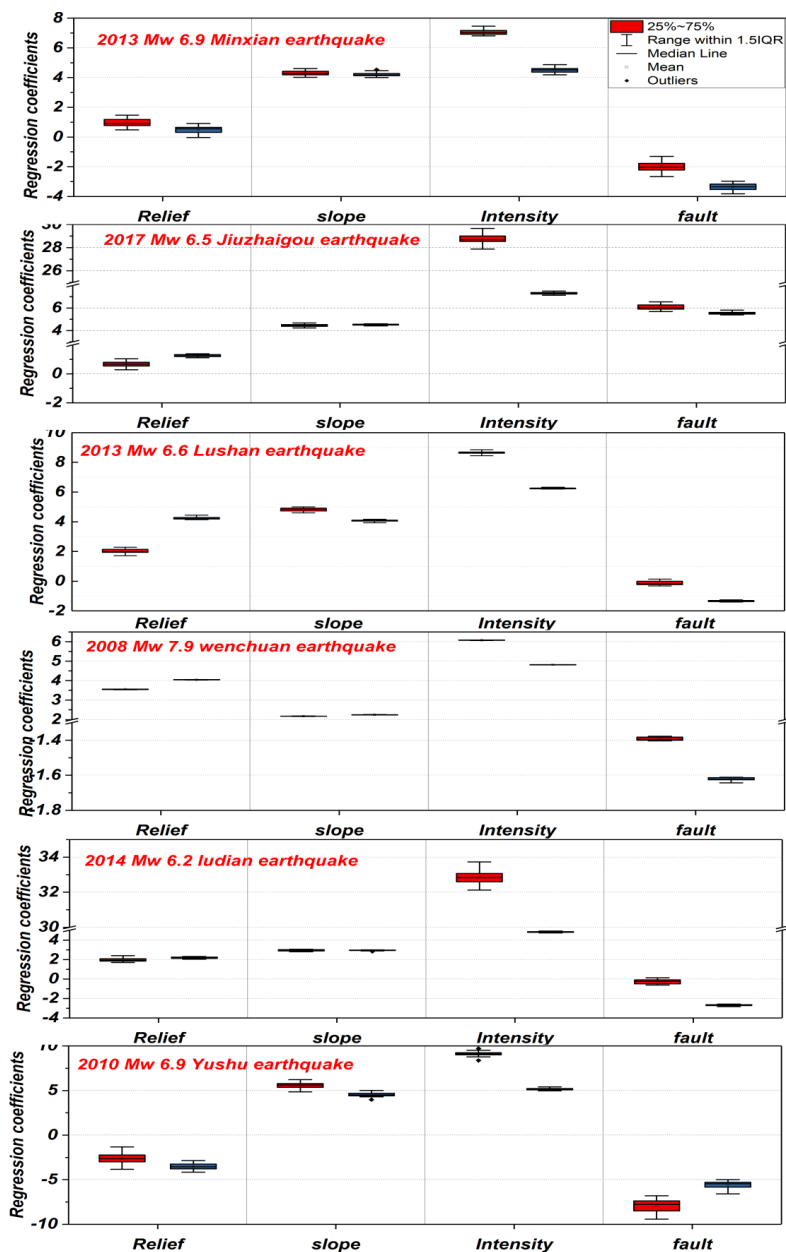 2013 Mw 6.9 Minxian earthquake
25%~75%
Range within 1.5IQR
Median Line
Mean
Outliers
Regression coefficients
8
6
4
2
0
-2
-4
Relief slope Intensity fault
2017 Mw 6.5 Jiuzhaigou earthquake
Regression coefficients
30
28
26
6
4
0
-2
Relief slope Intensity fault
2013 Mw 6.6 Lushan earthquake
Regression coefficients
10
8
6
4
2
0
-2
Relief slope Intensity fault
2008 Mw 7.9 wenchuan earthquake
Regression coefficients
6
5
4
3
2
1.4
1.6
1.8
Relief slope Intensity fault
2014 Mw 6.2 ludian earthquake
Regression coefficients
33
32
30
4
2
0
-2
-4
Relief slope Intensity fault
2010 Mw 6.9 Yushu earthquake
Regression coefficients
10
5
0
-5
-10
Relief slope Intensity fault